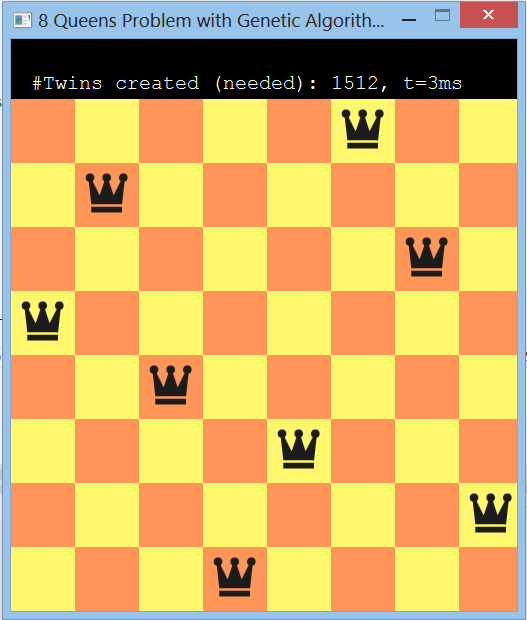 8 Queens Problem with Genetic Algorith...
#Twins created (needed): 1512, t=3ms